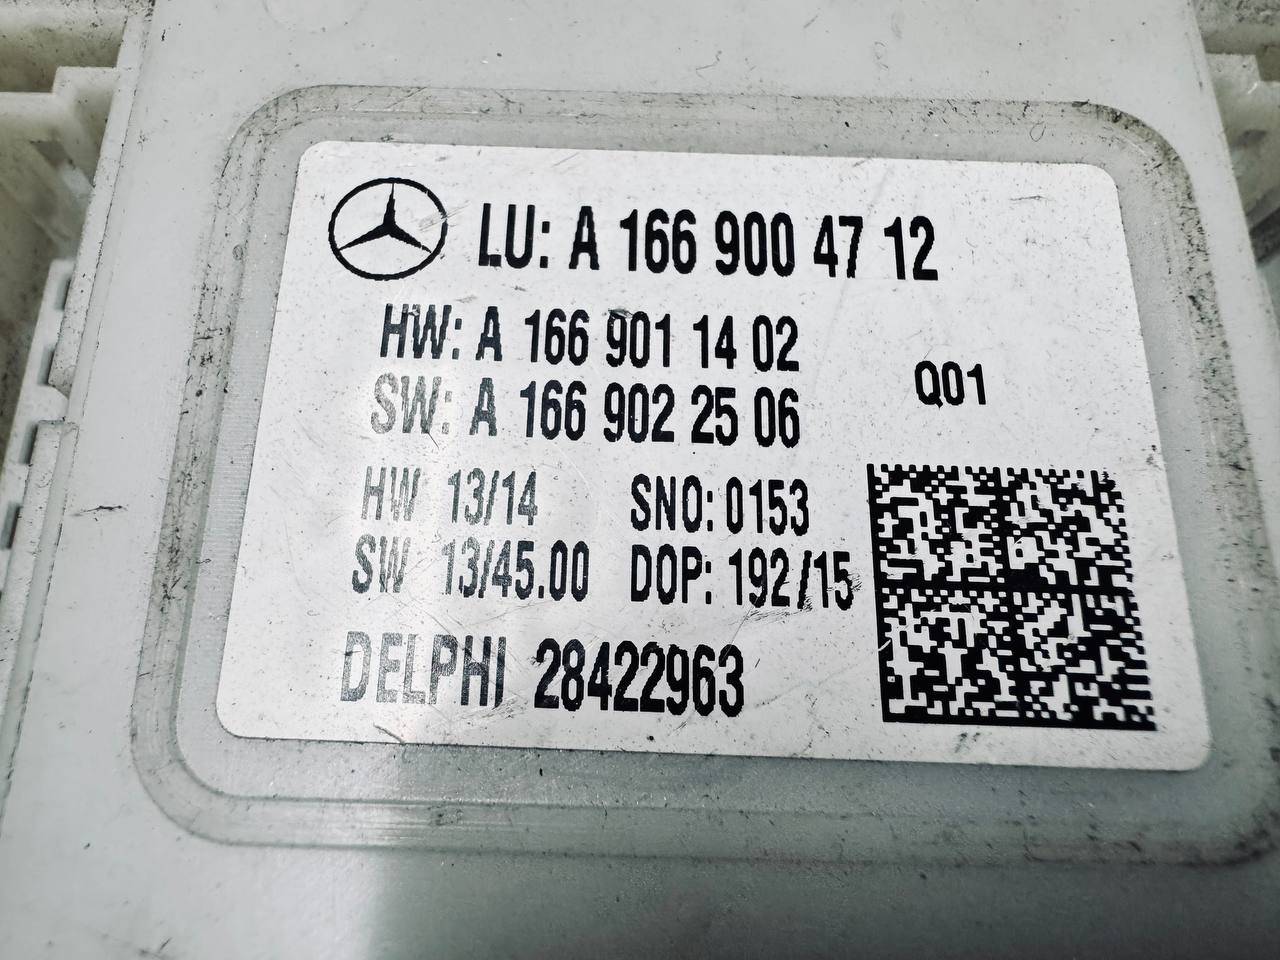 LU: A 166 900 47 12
HW: A 166 901 14 02
SW: A 166 902 25 06
Q01
HW 13/14 SNO: 0153
SW 13/45.00 DOP: 192/15
DELPHI 28422963